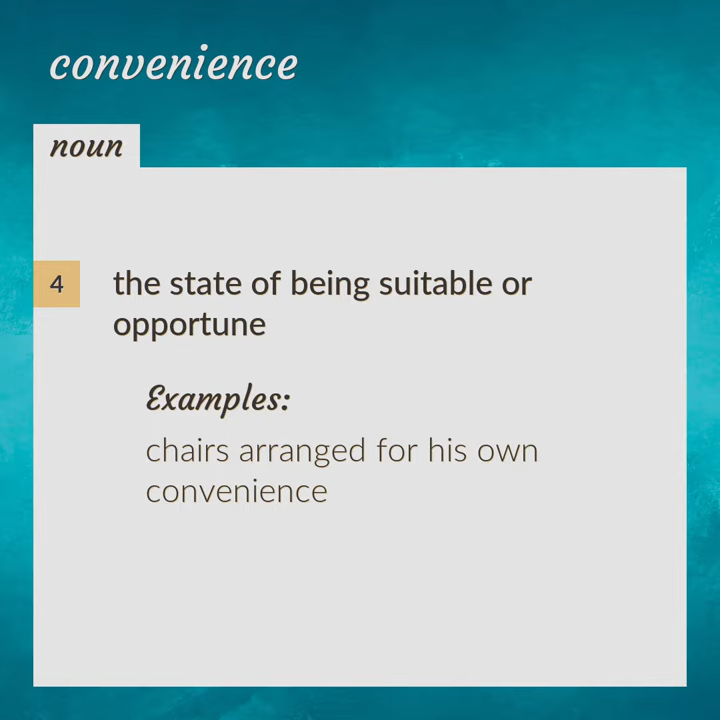 convenience
noun
4
the state of being suitable or
opportune
Examples:
chairs arranged for his own
convenience